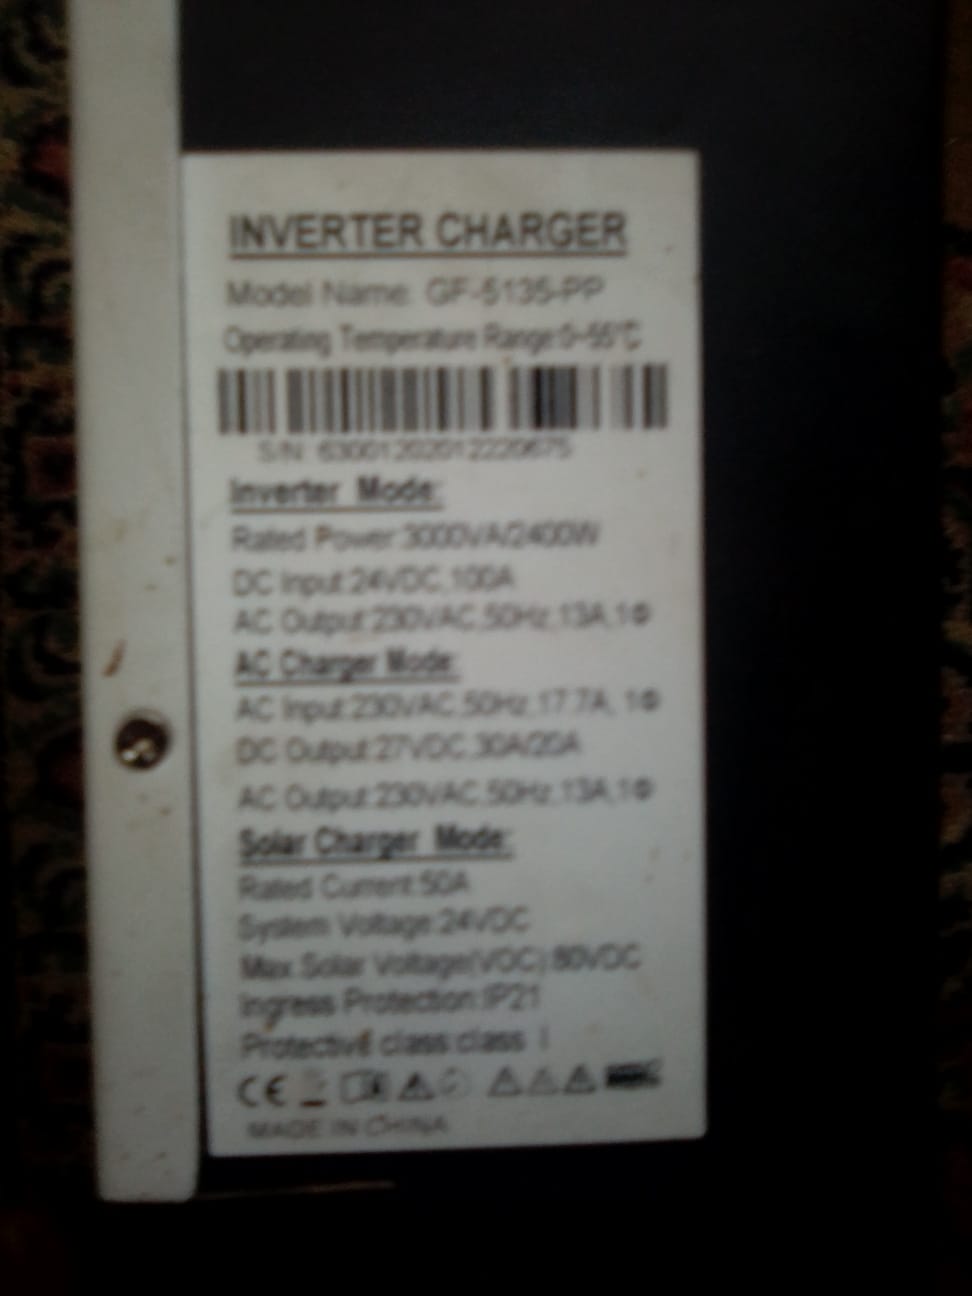 INVERTER CHARGER
Model Name: GF-5135-PP
Operating Temperature Range:0~55℃
S/N: 63001202012220675
Inverter Mode:
Rated Power:3000VA/2400W
DC Input:24VDC,100A
AC Output:230VAC,50Hz,13A,1Φ
AC Charger Mode:
AC Input:230VAC,50Hz,17.7A, 1Φ
DC Output:27VDC,30A/20A
AC Output:230VAC,50Hz,13A,1Φ
Solar Charger Mode:
Rated Current:50A
System Voltage:24VDC
Max.Solar Voltage(VOC):80VDC
Ingress Protection:IP21
Protective class:class I
CE
MADE IN CHINA